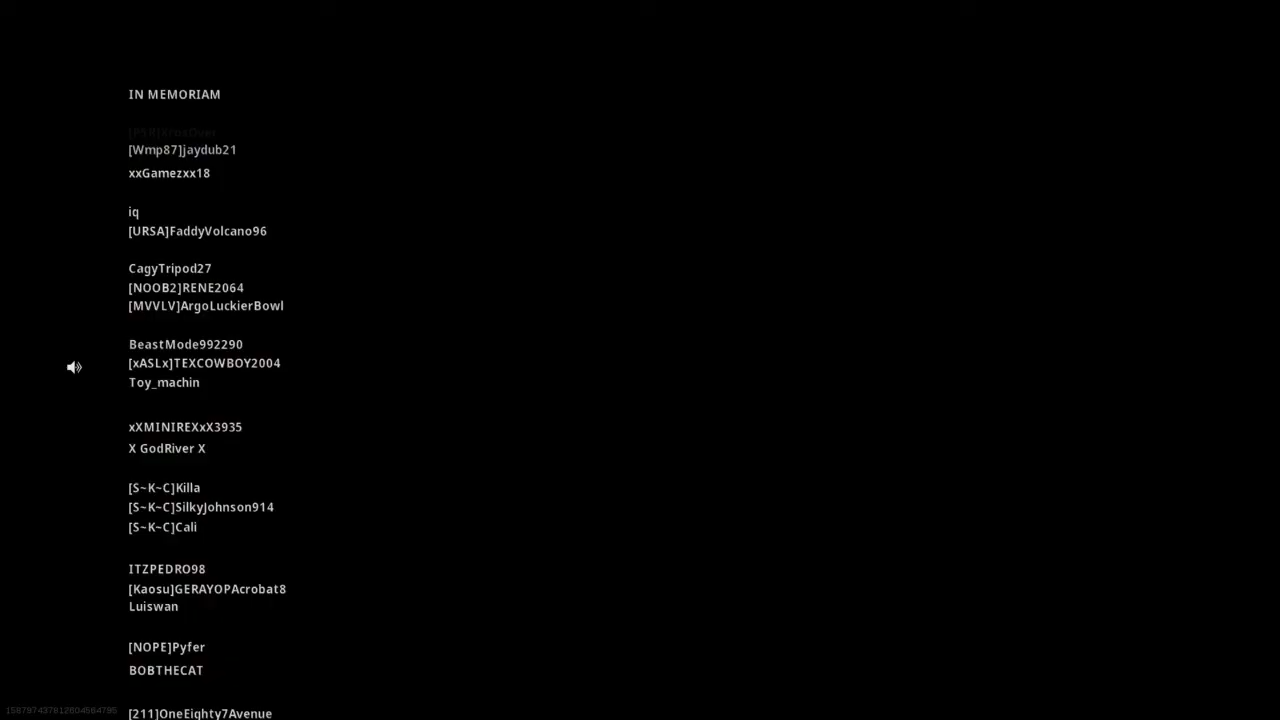 IN MEMORIAM
[Wmp87]jaydub21
xxGamezxx18
iq
[URSA]FaddyVolcano96
CagyTripod27
[NOOB2]RENE2064
[MVVLV]ArgoLuckierBowl
BeastMode992290
[xASLx]TEXCOWBOY2004
Toy_machin
xXMINIREXxX3935
X GodRiver X
[S~K~C]Killa
[S~K~C]SilkyJohnson914
[S~K~C]Cali
ITZPEDRO98
[Kaosu]GERAYOPAcrobat8
Luiswan
[NOPE]Pyfer
BOBTHECAT
[211]OneEighty7Avenue